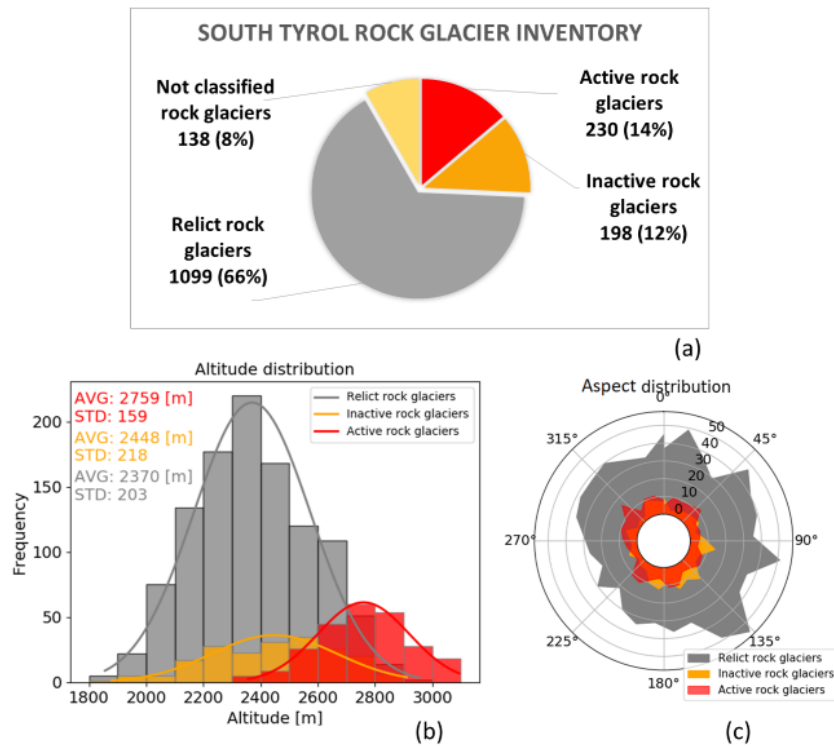 SOUTH TYROL ROCK GLACIER INVENTORY
Not classified
rock glaciers
138 (8%)
Active rock
glaciers
230 (14%)
Inactive rock
glaciers
198 (12%)
Relict rock
glaciers
1099 (66%)
(a)
Altitude distribution
AVG: 2759 [m]
STD: 159
AVG: 2448 [m]
STD: 218
AVG: 2370 [m]
STD: 203
Relict rock glaciers
Inactive rock glaciers
Active rock glaciers
Frequency
200
150
100
50
0
1800 2000 2200 2400 2600 2800 3000
Altitude [m]
(b)
Aspect distribution
0°
45°
90°
135°
180°
225°
270°
315°
50
40
30
20
10
0
Relict rock glaciers
Inactive rock glaciers
Active rock glaciers
(c)